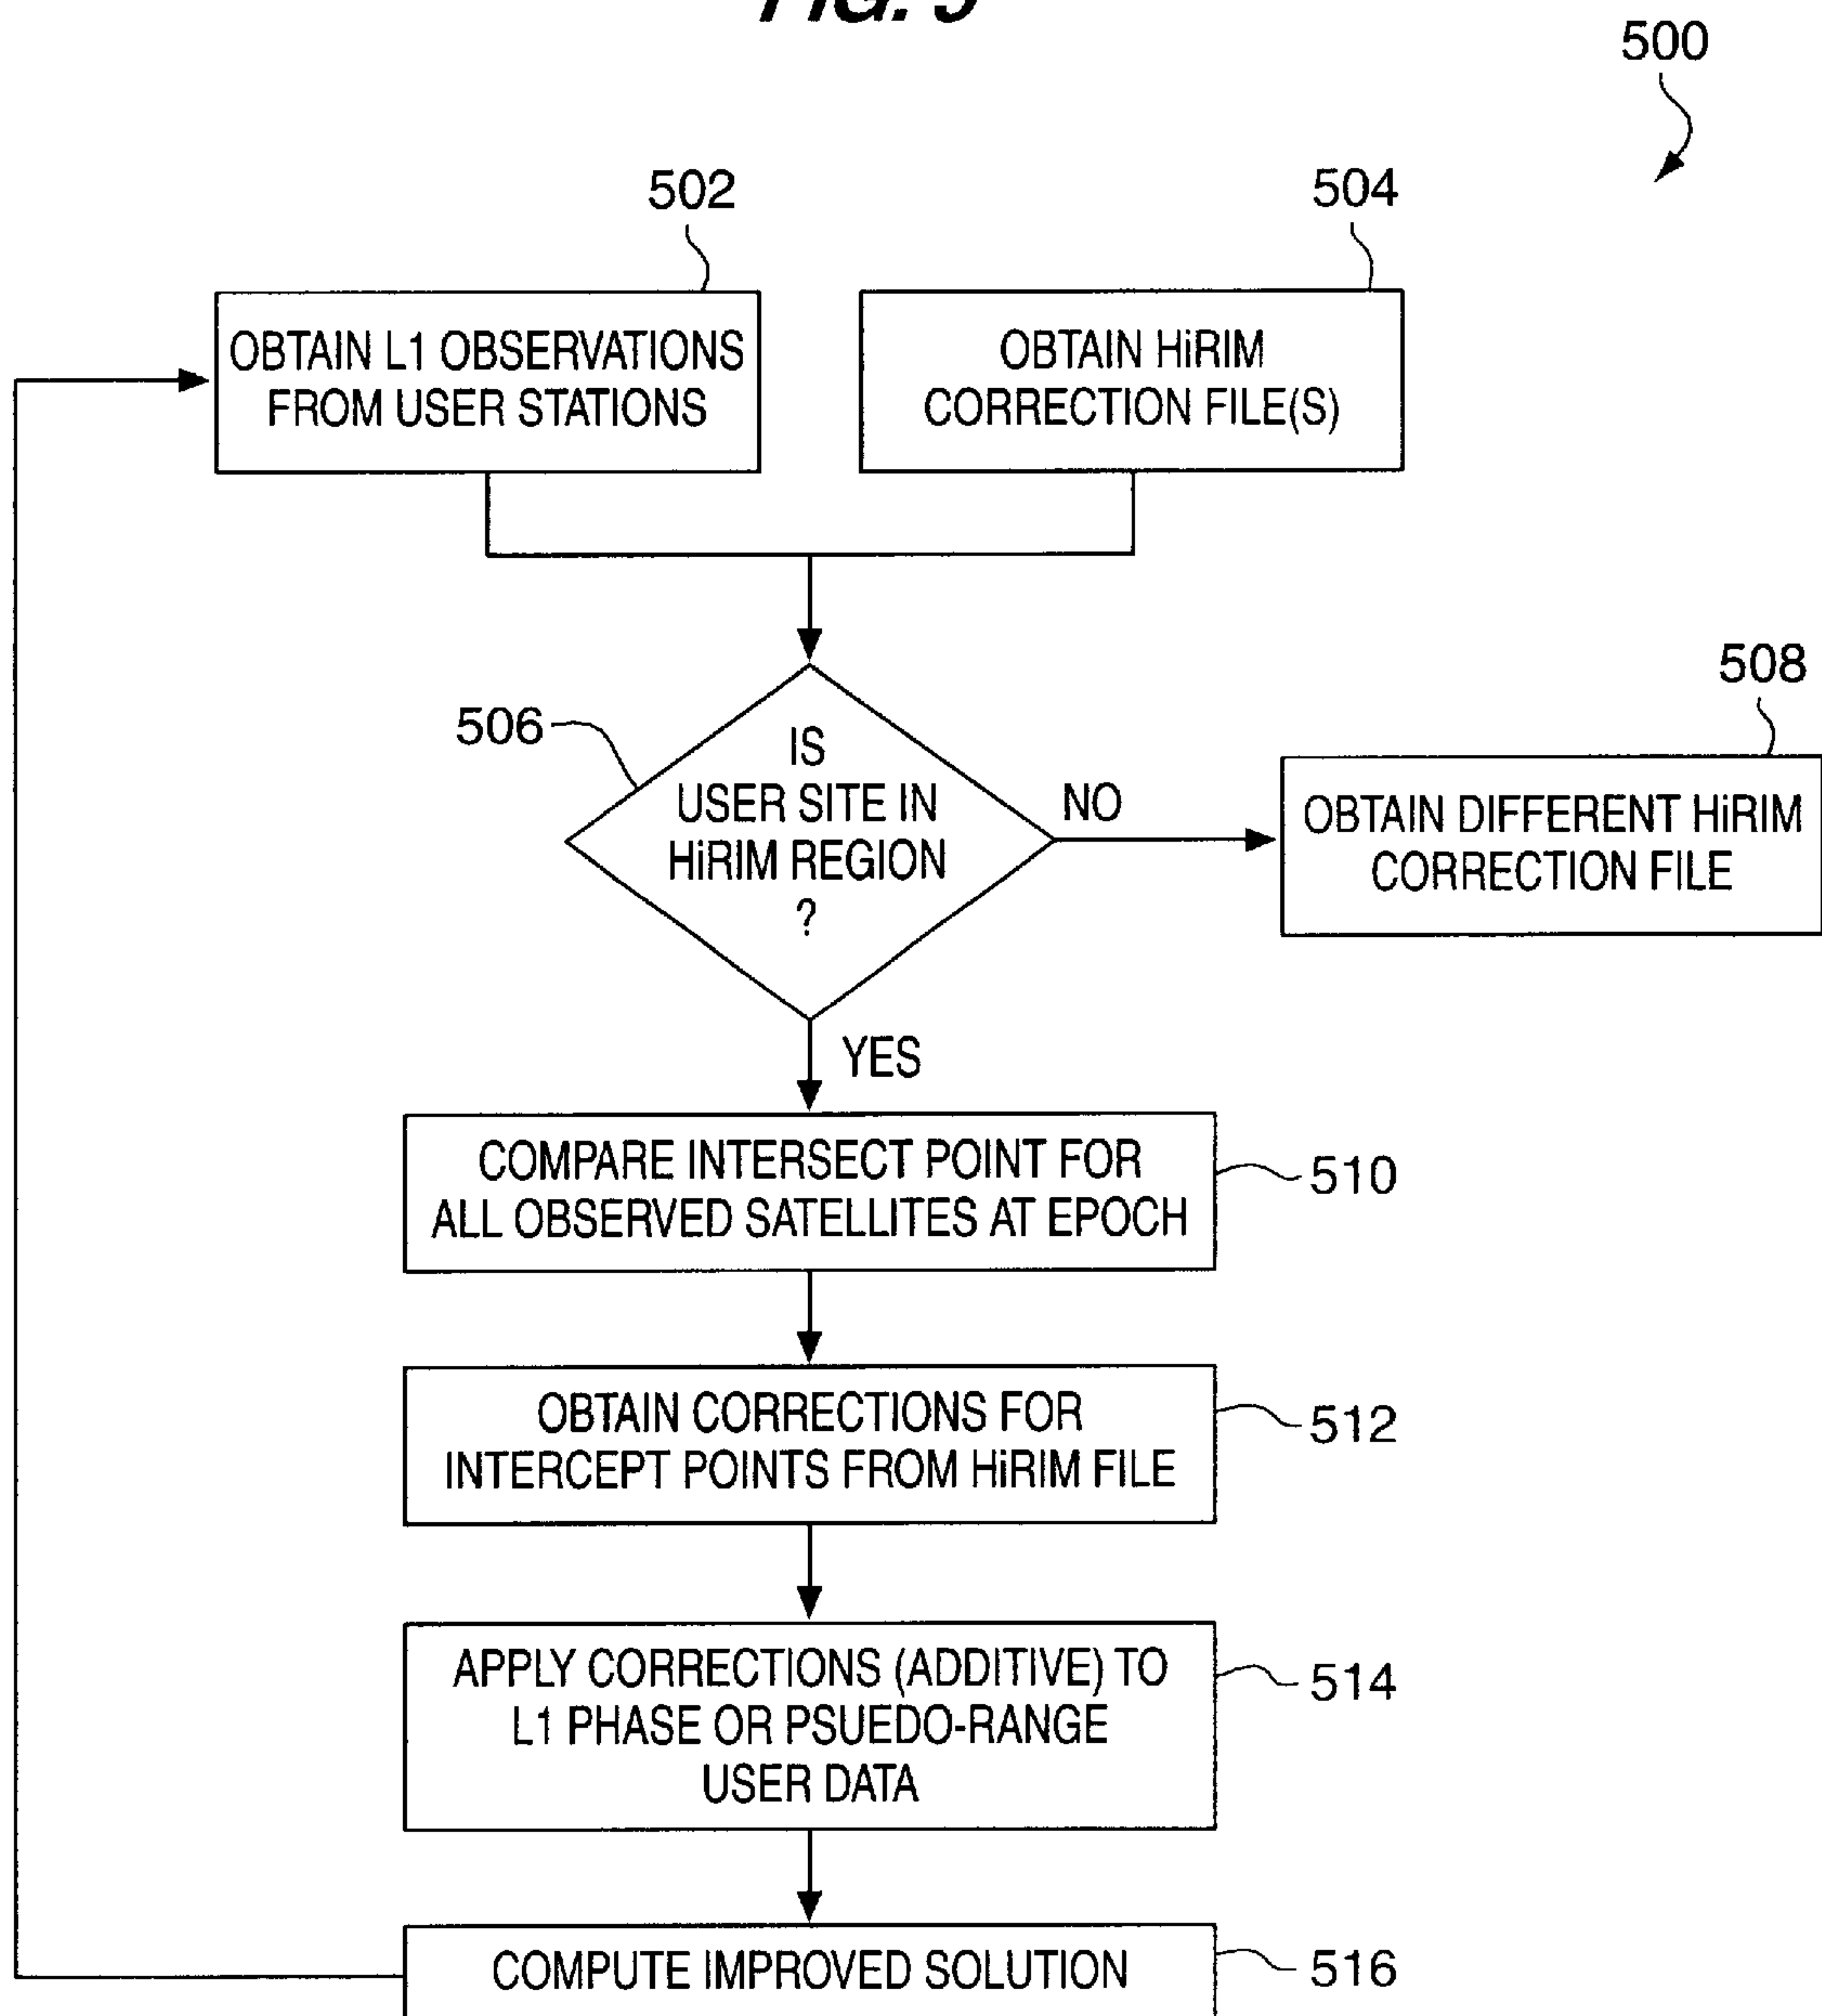 FIG. 5
500
502
504
OBTAIN L1 OBSERVATIONS
FROM USER STATIONS
OBTAIN HiRIM
CORRECTION FILE(S)
506
IS
USER SITE IN
HiRIM REGION
?
NO
508
OBTAIN DIFFERENT HiRIM
CORRECTION FILE
YES
COMPARE INTERSECT POINT FOR
ALL OBSERVED SATELLITES AT EPOCH
510
OBTAIN CORRECTIONS FOR
INTERCEPT POINTS FROM HiRIM FILE
512
APPLY CORRECTIONS (ADDITIVE) TO
L1 PHASE OR PSUEDO-RANGE
USER DATA
514
COMPUTE IMPROVED SOLUTION
516